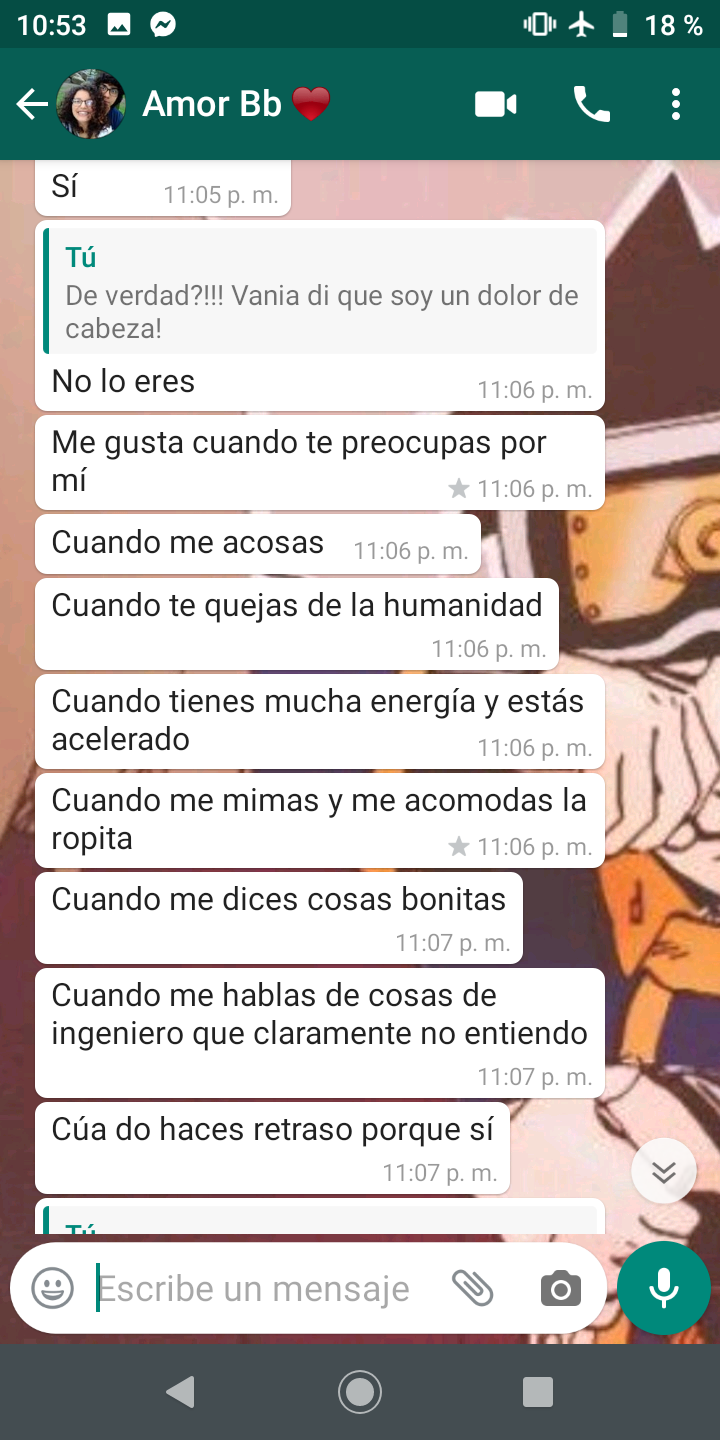 10:53
18 %
Amor Bb
Sí
11:05 p. m.
Tú
De verdad?!!! Vania di que soy un dolor de
cabeza!
No lo eres
11:06 p. m.
Me gusta cuando te preocupas por
mí
11:06 p. m.
Cuando me acosas
11:06 p. m.
Cuando te quejas de la humanidad
11:06 p. m.
Cuando tienes mucha energía y estás
acelerado
11:06 p. m.
Cuando me mimas y me acomodas la
ropita
11:06 p. m.
Cuando me dices cosas bonitas
11:07 p. m.
Cuando me hablas de cosas de
ingeniero que claramente no entiendo
11:07 p. m.
Cúa do haces retraso porque sí
11:07 p. m.
Tú
Escribe un mensaje